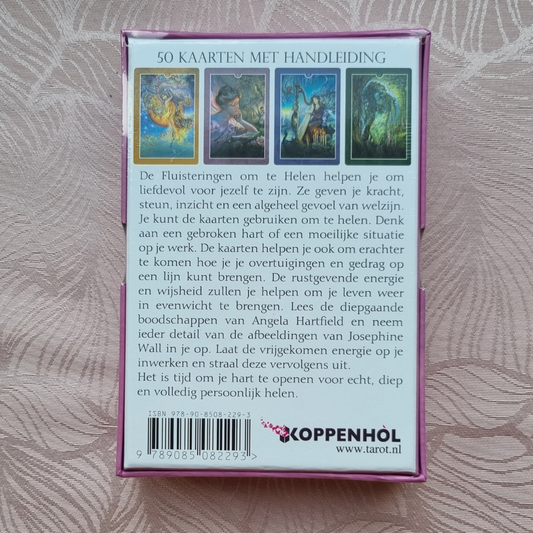 50 KAARTEN MET HANDLEIDING
De Fluisteringen om te Helen helpen je om
liefdevol voor jezelf te zijn. Ze geven je kracht,
steun, inzicht en een algeheel gevoel van welzijn.
Je kunt de kaarten gebruiken om te helen. Denk
aan een gebroken hart of een moeilijke situatie
op je werk. De kaarten helpen je ook om erachter
te komen hoe je je overtuigingen en gedrag op
een lijn kunt brengen. De rustgevende energie
en wijsheid zullen je helpen om je leven weer
in evenwicht te brengen. Lees de diepgaande
boodschappen van Angela Hartfield en neem
ieder detail van de afbeeldingen van Josephine
Wall in je op. Laat de vrijgekomen energie op je
inwerken en straal deze vervolgens uit.
Het is tijd om je hart te openen voor echt, diep
en volledig persoonlijk helen.
ISBN 978-90-8508-229-3
9 789085 082293>
KOPPENHÒL
www.tarot.nl